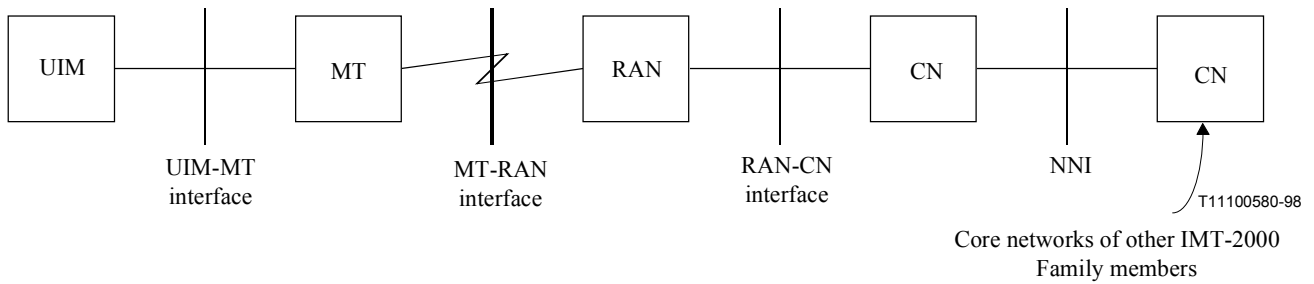 UIM
MT
RAN
CN
CN
UIM-MT
interface
MT-RAN
interface
RAN-CN
interface
NNI
T11100580-98
Core networks of other IMT-2000
Family members